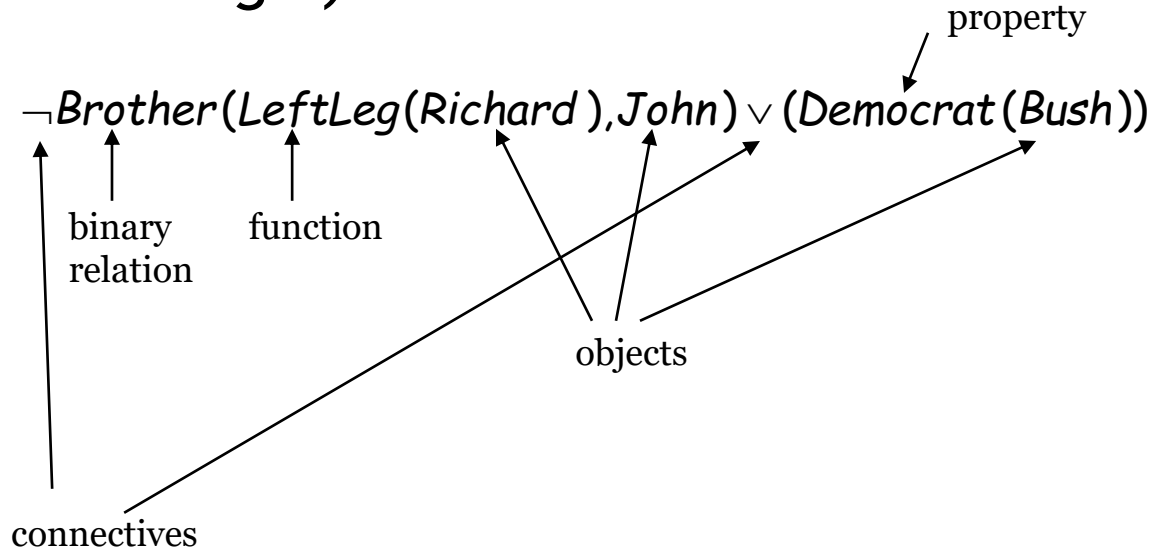 property
¬Brother(LeftLeg(Richard ),John) ∨ (Democrat(Bush))
binary
relation
function
objects
connectives